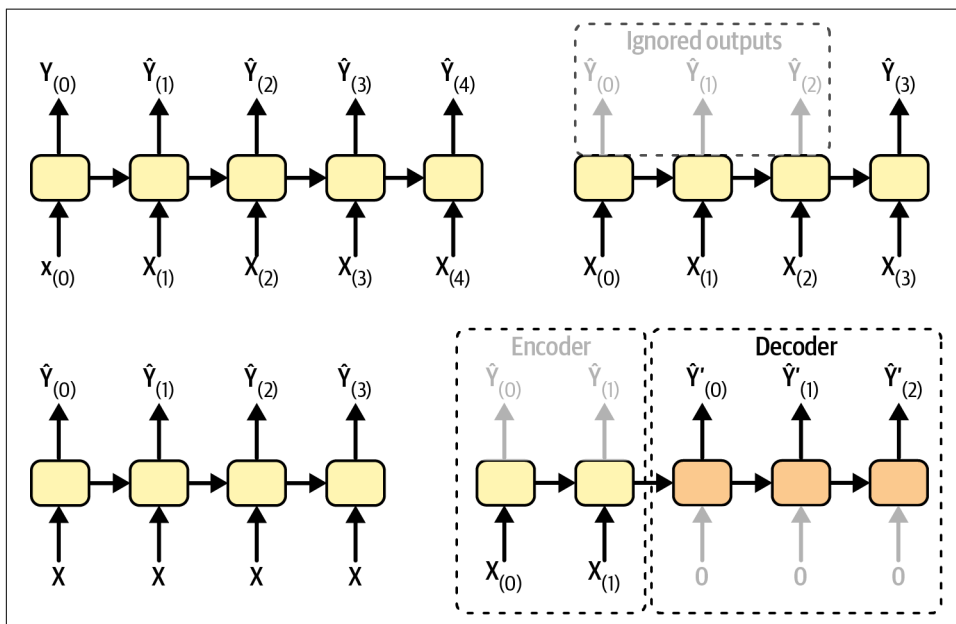 Ignored outputs
Y(0) Ŷ(1) Ŷ(2) Ŷ(3) Ŷ(4)
Ŷ(0) Ŷ(1) Ŷ(2) Ŷ(3)
x(0) X(1) X(2) X(3) X(4)
X(0) X(1) X(2) X(3)
Encoder
Decoder
Ŷ(0) Ŷ(1) Ŷ(2) Ŷ(3)
Ŷ(0) Ŷ(1)
Ŷ'(0) Ŷ'(1) Ŷ'(2)
X X X X
X(0) X(1)
0 0 0